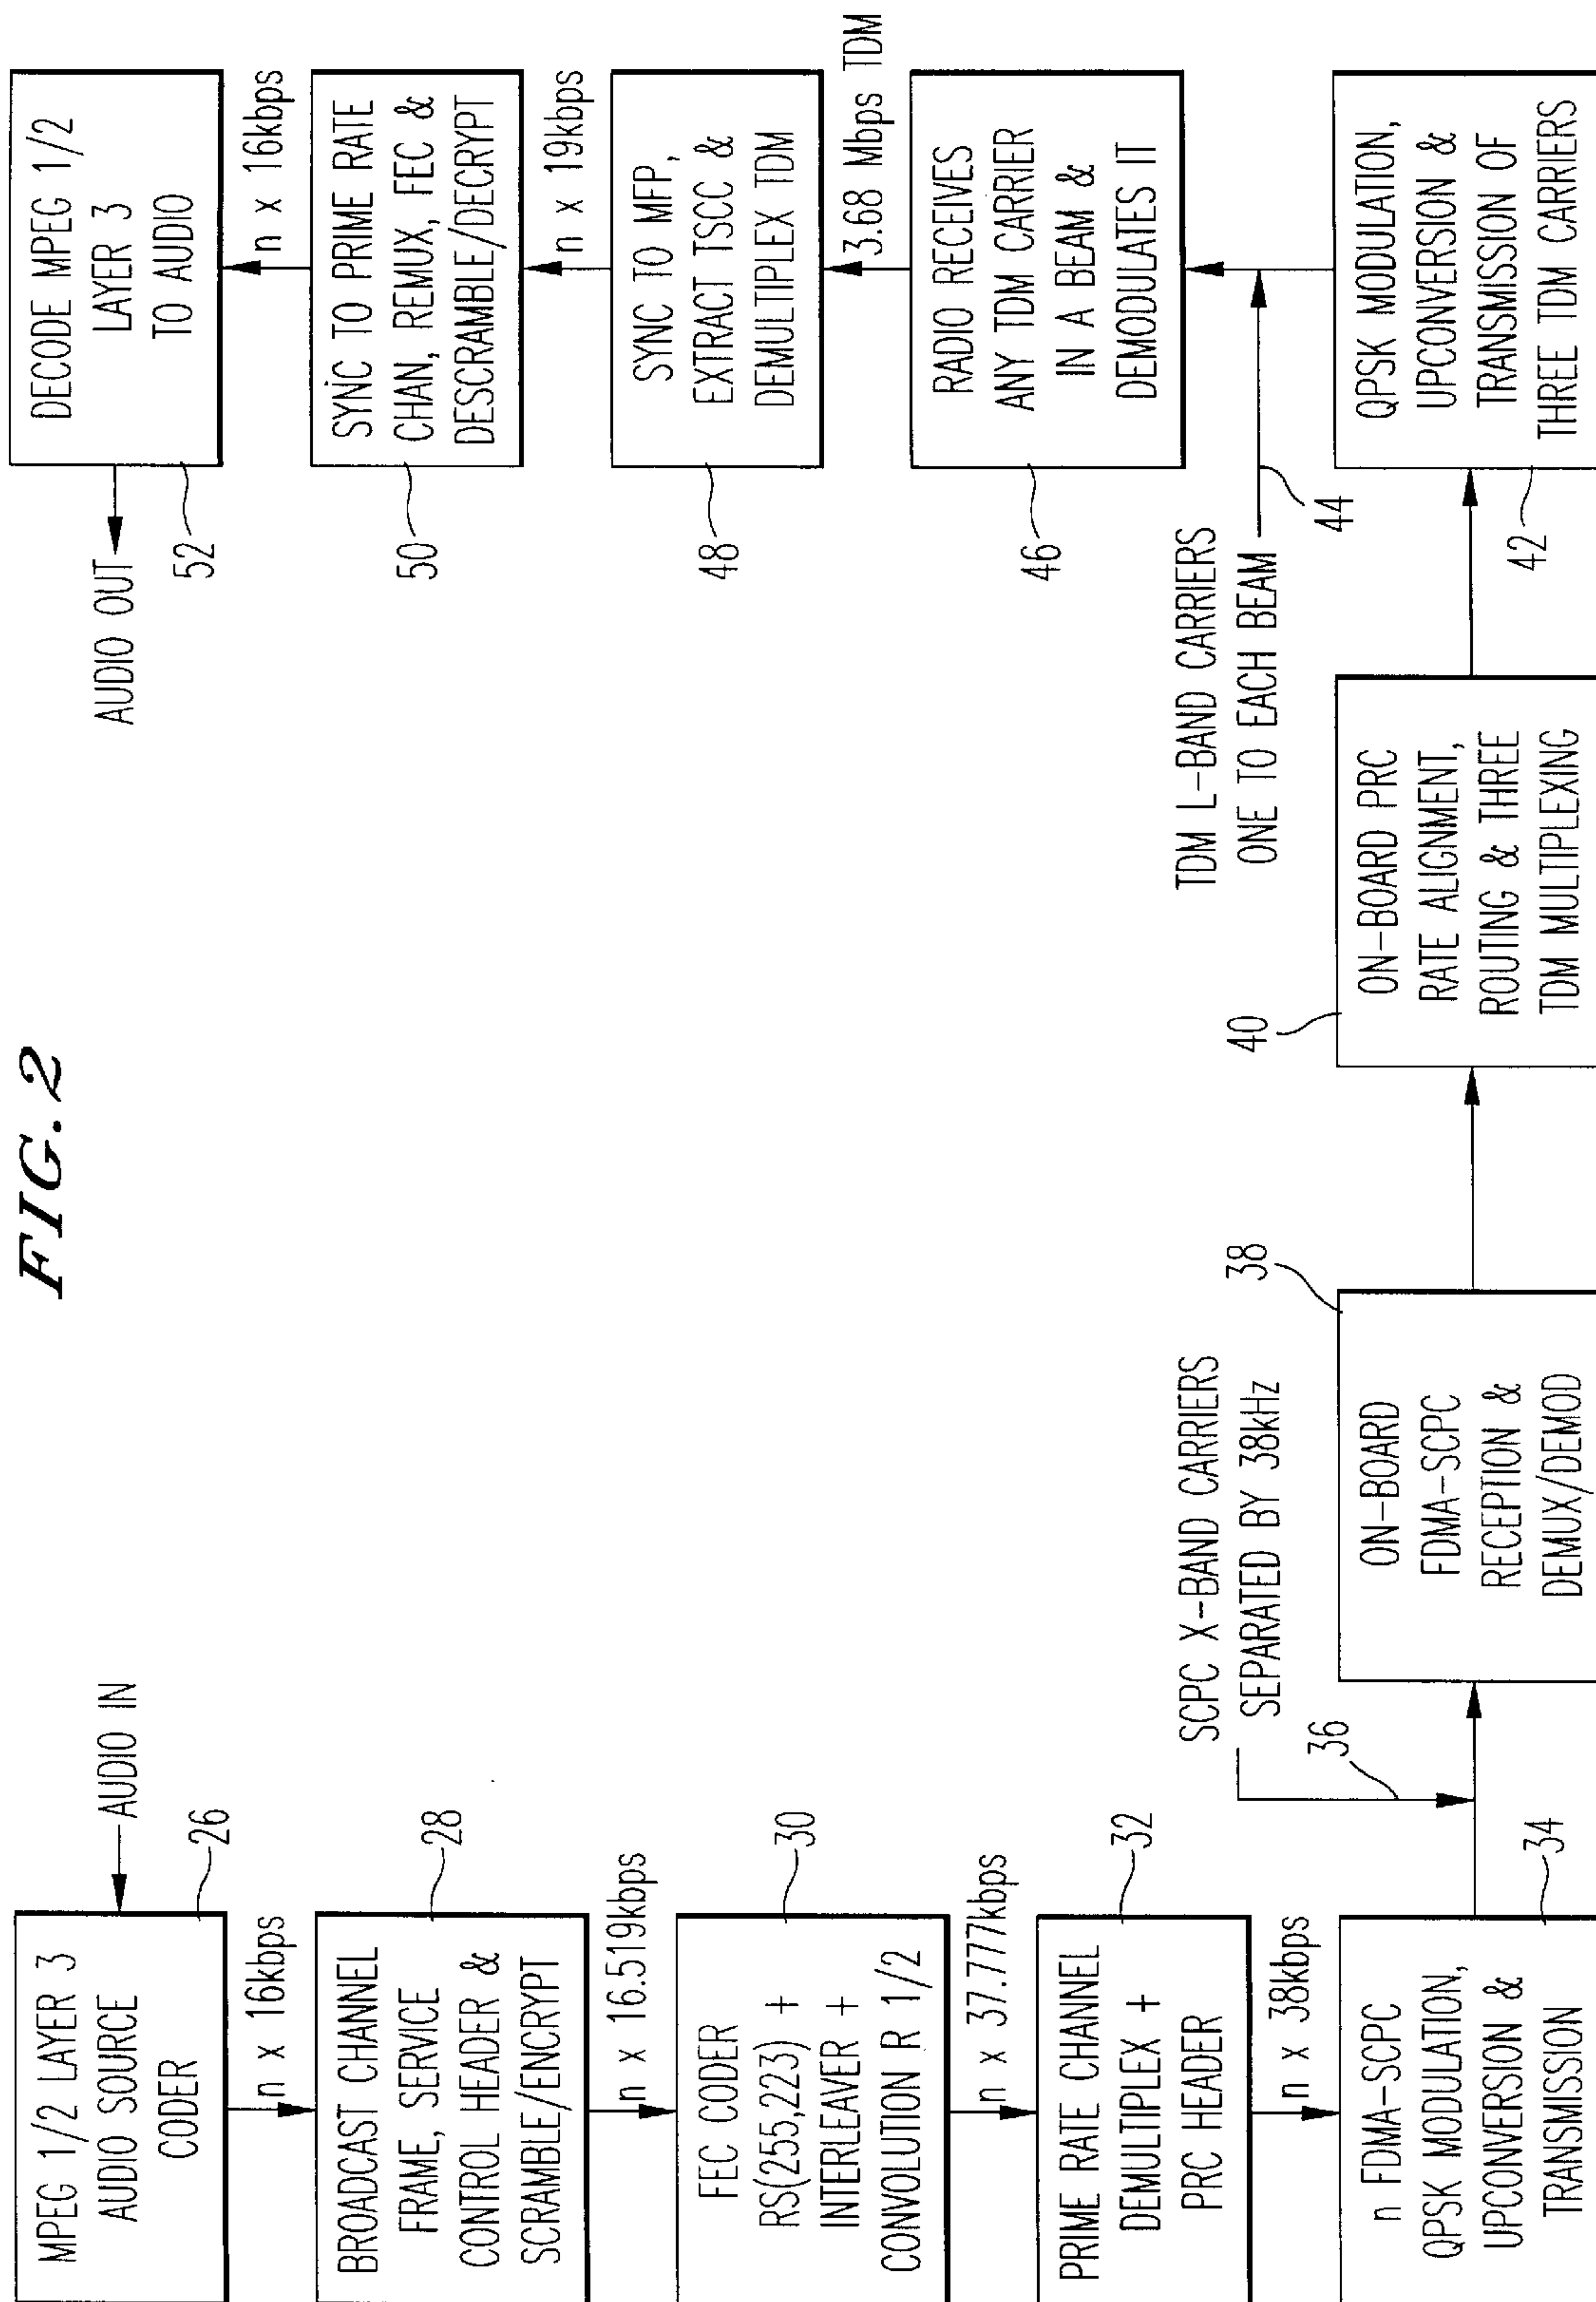 FIG. 2
AUDIO IN
MPEG 1/2 LAYER 3
AUDIO SOURCE
CODER
26
n x 16kbps
BROADCAST CHANNEL
FRAME, SERVICE
CONTROL HEADER &
SCRAMBLE/ENCRYPT
28
n x 16.519kbps
FEC CODER
RS(255,223) +
INTERLEAVER +
CONVOLUTION R 1/2
30
n x 37.777kbps
PRIME RATE CHANNEL
DEMULTIPLEX +
PRC HEADER
32
n x 38kbps
n FDMA-SCPC
QPSK MODULATION,
UPCONVERSION &
TRANSMISSION
34
SCPC X-BAND CARRIERS
SEPARATED BY 38kHz
36
ON-BOARD
FDMA-SCPC
RECEPTION &
DEMUX/DEMOD
38
ON-BOARD PRC
RATE ALIGNMENT,
ROUTING & THREE
TDM MULTIPLEXING
40
QPSK MODULATION,
UPCONVERSION &
TRANSMISSION OF
THREE TDM CARRIERS
42
TDM L-BAND CARRIERS
ONE TO EACH BEAM
44
RADIO RECEIVES
ANY TDM CARRIER
IN A BEAM &
DEMODULATES IT
46
3.68 Mbps TDM
SYNC TO MFP,
EXTRACT TSCC &
DEMULTIPLEX TDM
48
n x 19kbps
SYNC TO PRIME RATE
CHAN, REMUX, FEC &
DESCRAMBLE/DECRYPT
50
n x 16kbps
DECODE MPEG 1/2
LAYER 3
TO AUDIO
52
AUDIO OUT